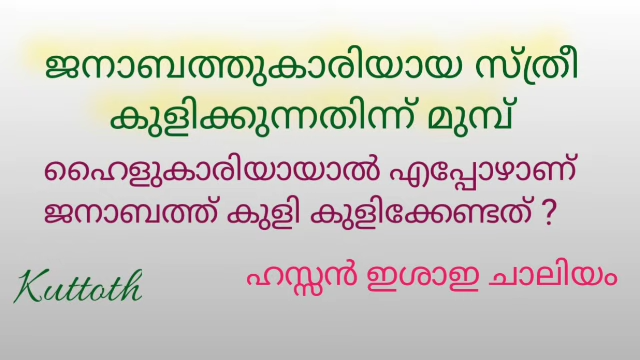 ജനാബത്തുകാരിയായ സ്ത്രീ
കുളിക്കുന്നതിന്ന് മുമ്പ്
ഹൈളുകാരിയായാൽ എപ്പോഴാണ്
ജനാബത്ത് കുളി കുളിക്കേണ്ടത് ?
ഹസ്സൻ ഇശാഇ ചാലിയം
Kuttoth